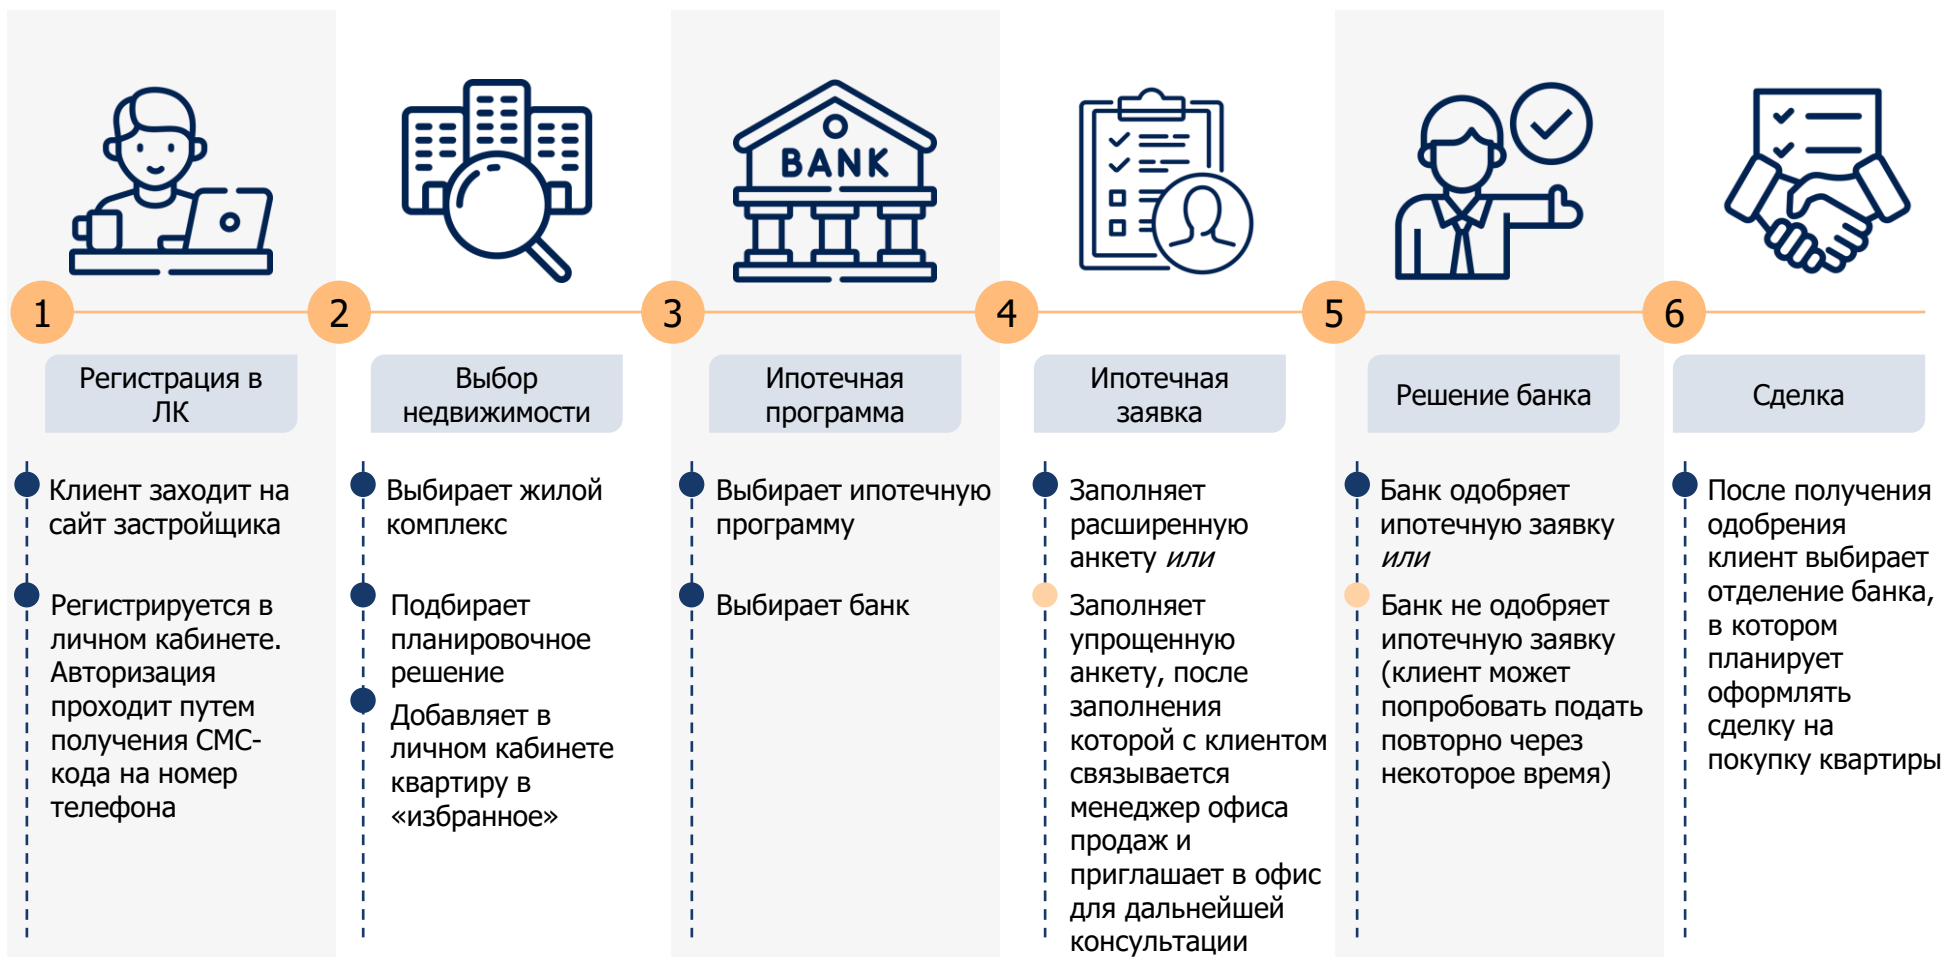 BANK
1
2
3
4
5
6
Регистрация в
ЛК
Выбор
недвижимости
Ипотечная
программа
Ипотечная
заявка
Решение банка
Сделка
Клиент заходит на
сайт застройщика
Регистрируется в
личном кабинете.
Авторизация
проходит путем
получения СМС-
кода на номер
телефона
Выбирает жилой
комплекс
Подбирает
планировочное
решение
Добавляет в
личном кабинете
квартиру в
«избранное»
Выбирает ипотечную
программу
Выбирает банк
Заполняет
расширенную
анкету или
Заполняет
упрощенную
анкету, после
заполнения
которой с клиентом
связывается
менеджер офиса
продаж и
приглашает в офис
для дальнейшей
консультации
Банк одобряет
ипотечную заявку
или
Банк не одобряет
ипотечную заявку
(клиент может
попробовать подать
повторно через
некоторое время)
После получения
одобрения
клиент выбирает
отделение банка,
в котором
планирует
оформлять
сделку на
покупку квартиры